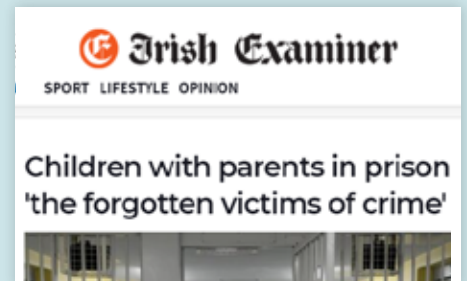 Irish Examiner
SPORT LIFESTYLE OPINION
Children with parents in prison
'the forgotten victims of crime'